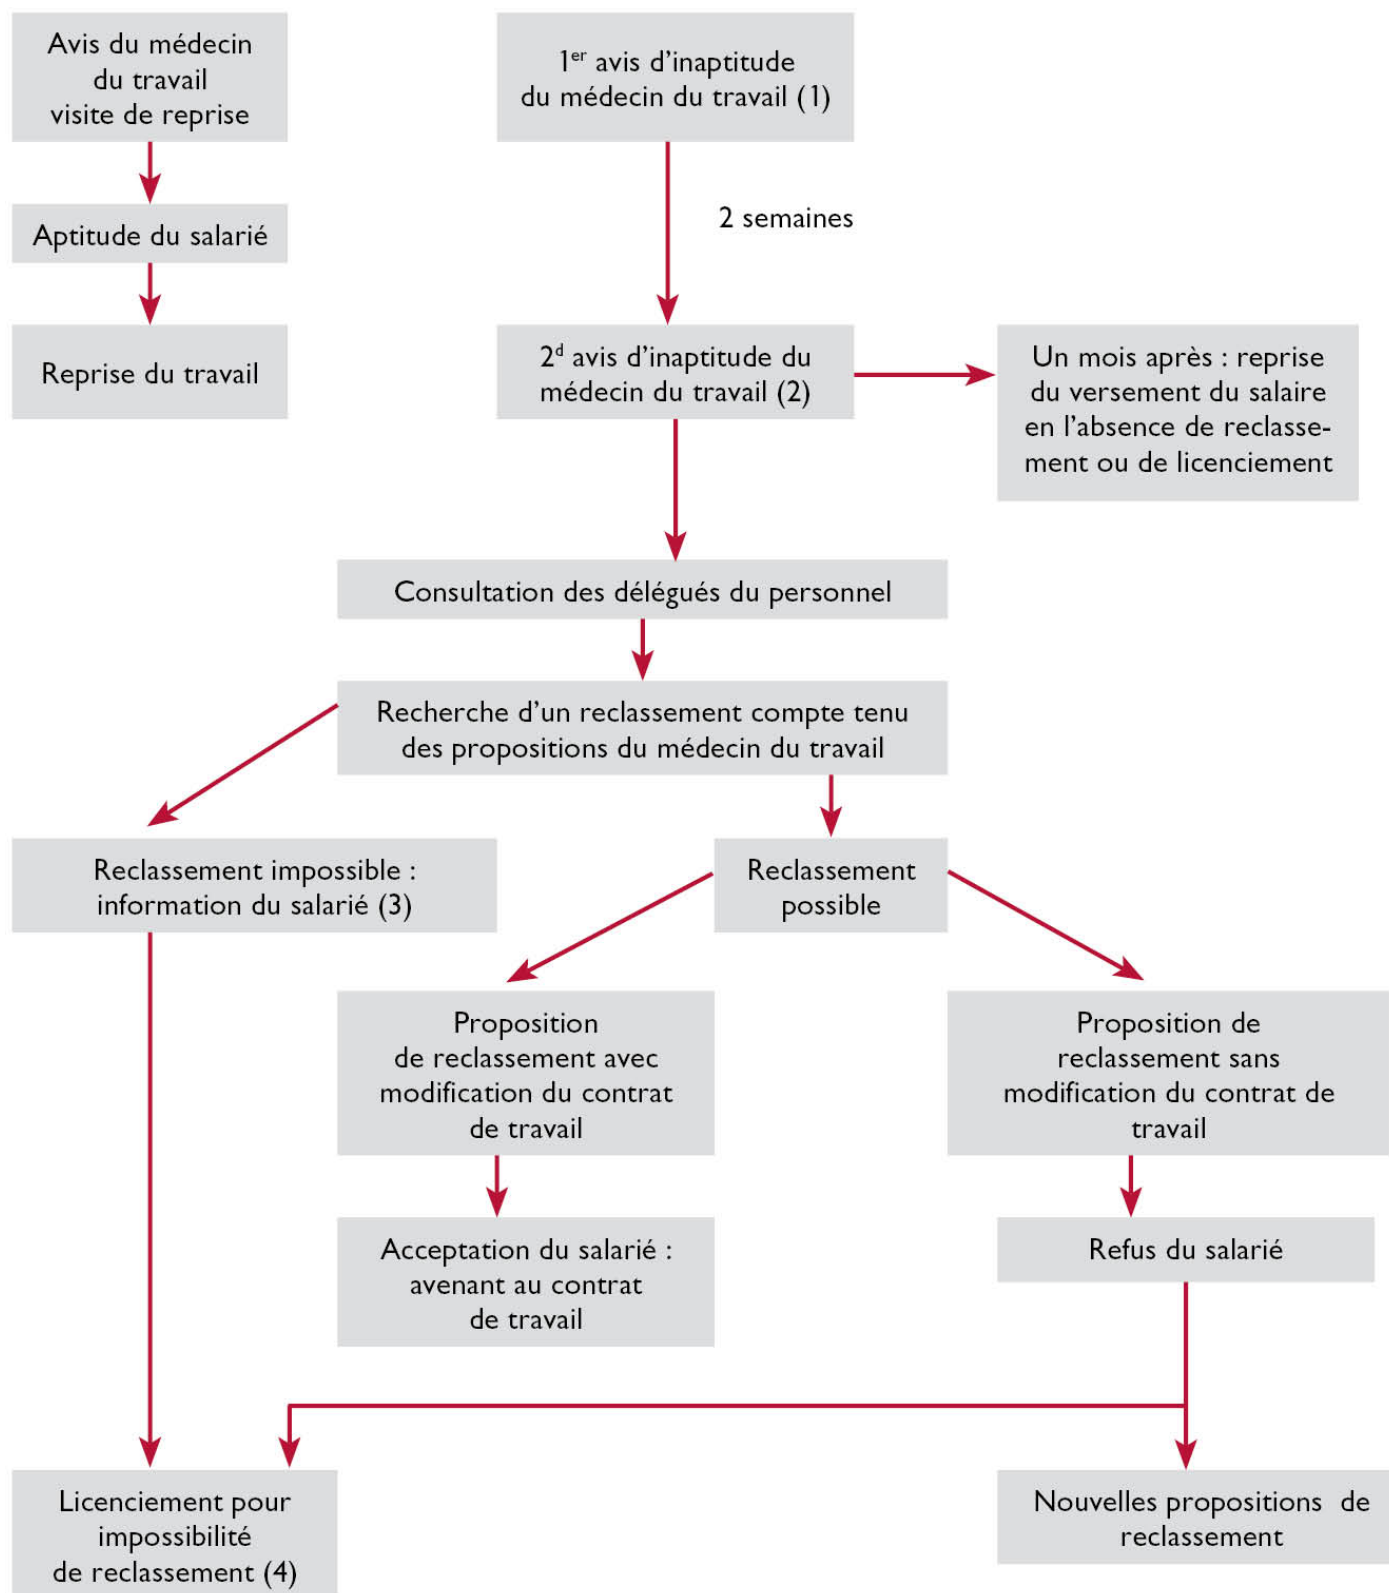 Avis du médecin
du travail
visite de reprise
1er avis d’inaptitude
du médecin du travail (1)
Aptitude du salarié
2 semaines
Reprise du travail
2d avis d’inaptitude du
médecin du travail (2)
Un mois après : reprise
du versement du salaire
en l’absence de reclasse-
ment ou de licenciement
Consultation des délégués du personnel
Recherche d’un reclassement compte tenu
des propositions du médecin du travail
Reclassement impossible :
information du salarié (3)
Reclassement
possible
Proposition
de reclassement avec
modification du contrat
de travail
Proposition de
reclassement sans
modification du contrat de
travail
Acceptation du salarié :
avenant au contrat
de travail
Refus du salarié
Licenciement pour
impossibilité
de reclassement (4)
Nouvelles propositions de
reclassement